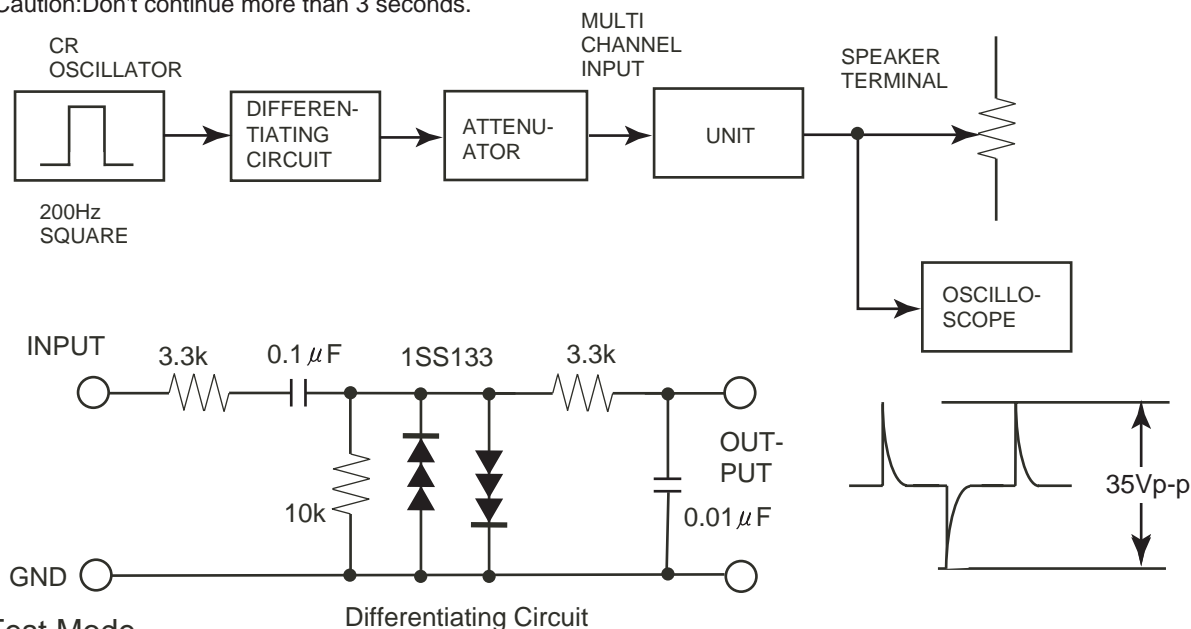 Caution:Don't continue more than 3 seconds.
CR
OSCILLATOR
MULTI
CHANNEL
INPUT
SPEAKER
TERMINAL
DIFFEREN-
TIATING
CIRCUIT
ATTENU-
ATOR
UNIT
200Hz
SQUARE
OSCILLO-
SCOPE
INPUT
3.3k
0.1μF
1SS133
3.3k
OUT-
PUT
10k
0.01μF
35Vp-p
GND
Differentiating Circuit
Test Mode